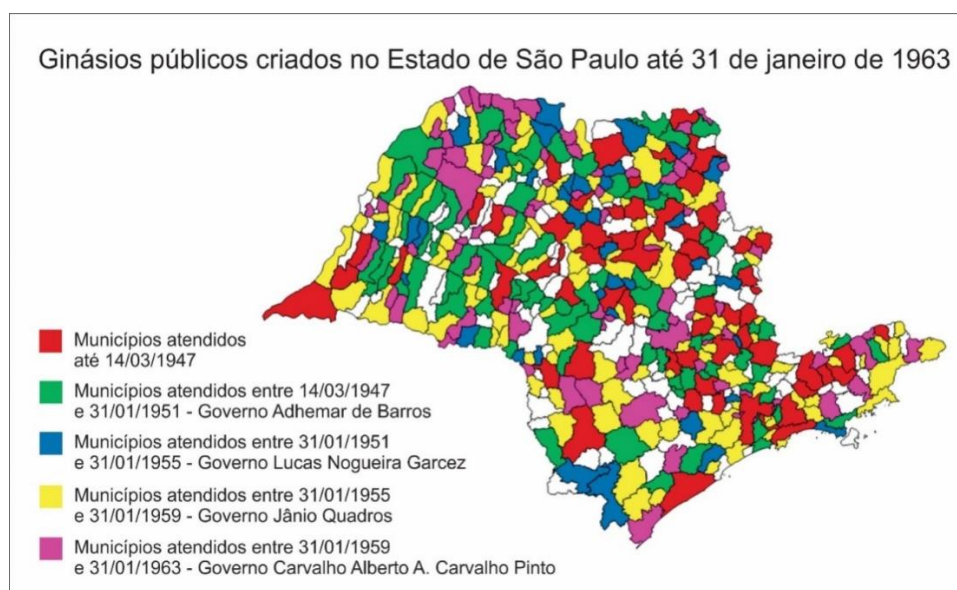 Ginásios públicos criados no Estado de São Paulo até 31 de janeiro de 1963
Municípios atendidos
até 14/03/1947
Municípios atendidos entre 14/03/1947
e 31/01/1951 - Governo Adhemar de Barros
Municípios atendidos entre 31/01/1951
e 31/01/1955 - Governo Lucas Nogueira Garcez
Municípios atendidos entre 31/01/1955
e 31/01/1959 - Governo Jânio Quadros
Municípios atendidos entre 31/01/1959
e 31/01/1963 - Governo Carvalho Alberto A. Carvalho Pinto